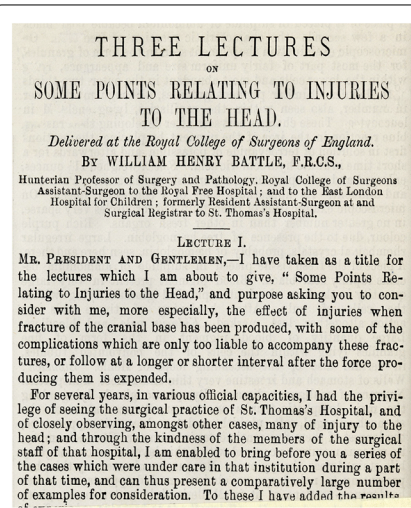 THREE LECTURES
ON
SOME POINTS RELATING TO INJURIES
TO THE HEAD.
Delivered at the Royal College of Surgeons of England.
BY WILLIAM HENRY BATTLE, F.R.C.S.,
Hunterian Professor of Surgery and Pathology, Royal College of Surgeons
Assistant-Surgeon to the Royal Free Hospital; and to the East London
Hospital for Children; formerly Resident Assistant-Surgeon at and
Surgical Registrar to St. Thomas's Hospital.
LECTURE I.
MR. PRESIDENT AND GENTLEMEN,—I have taken as a title for
the lectures which I am about to give, " Some Points Re-
lating to Injuries to the Head," and purpose asking you to con-
sider with me, more especially, the effect of injuries when
fracture of the cranial base has been produced, with some of the
complications which are only too liable to accompany these frac-
tures, or follow at a longer or shorter interval after the force pro-
ducing them is expended.
For several years, in various official capacities, I had the privi-
lege of seeing the surgical practice of St. Thomas's Hospital, and
of closely observing, amongst other cases, many of injury to the
head; and through the kindness of the members of the surgical
staff of that hospital, I am enabled to bring before you a series of
the cases which were under care in that institution during a part
of that time, and can thus present a comparatively large number
of examples for consideration. To these I have added the results